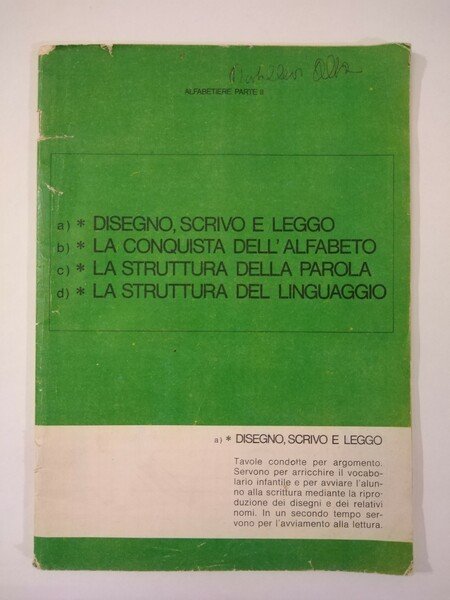 ALFABETIERE PARTE II
a) * DISEGNO, SCRIVO E LEGGO
b) * LA CONQUISTA DELL'ALFABETO
c) * LA STRUTTURA DELLA PAROLA
d) * LA STRUTTURA DEL LINGUAGGIO
a) * DISEGNO, SCRIVO E LEGGO
Tavole condotte per argomento.
Servono per arricchire il vocabo-
lario infantile e per avviare l'alun-
no alla scrittura mediante la ripro-
duzione dei disegni e dei relativi
nomi. In un secondo tempo ser-
vono per l'avviamento alla lettura.